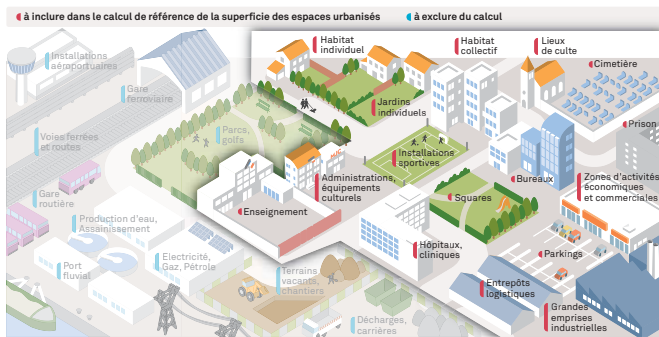 à inclure dans le calcul de référence de la superficie des espaces urbanisés
à exclure du calcul
Installations
aéroportuaires
Gare
ferroviaire
Voies ferrées
et routes
Parcs,
golfs
Gare
routière
Production d'eau,
Assainissement
Port
fluvial
Electricité,
Gaz, Pétrole
Terrains
vacants,
chantiers
Décharges,
carrières
Habitat
individuel
Habitat
collectif
Lieux
de culte
Cimetière
Jardins
individuels
Prison
Installations
sportives
Administrations,
équipements
culturels
Bureaux
Zones d'activités
économiques
et commerciales
Enseignement
Squares
Hôpitaux,
cliniques
Parkings
Entrepôts
logistiques
Grandes
emprises
industrielles